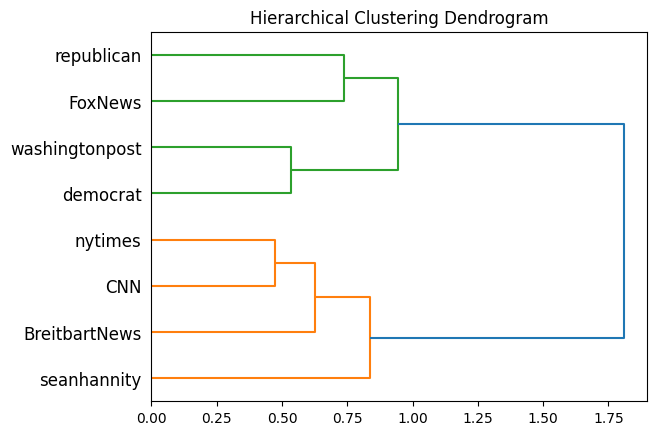 Hierarchical Clustering Dendrogram
republican
FoxNews
washingtonpost
democrat
nytimes
CNN
BreitbartNews
seanhannity
0.00 0.25 0.50 0.75 1.00 1.25 1.50 1.75